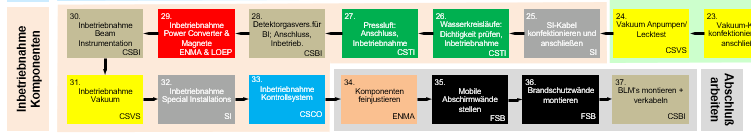 Inbetriebnahme
Komponenten
30.
Inbetriebnahme
Beam
Instrumentation
CSBI
29.
Inbetriebnahme
Power Converter &
Magnete
ENMA & LOEP
28.
Detektorgasvers.für
BI; Anschluss,
Inbetrieb.
CSBI
27.
Pressluft:
Anschluss,
Inbetriebnahme
CSTI
26.
Wasserkreisläufe:
Dichtigkeit prüfen,
Inbetriebnahme
CSTI
25.
SI-Kabel
konfektionieren und
anschließen
SI
24.
Vakuum Anpumpen/
Lecktest
CSVS
23.
Vakuum-K
konfektionier
anschl
31.
Inbetriebnahme
Vakuum
CSVS
32.
Inbetriebnahme
Special Installations
SI
33.
Inbetriebnahme
Kontrollsystem
CSCO
34.
Komponenten
feinjustieren
ENMA
35.
Mobile
Abschirmwände
stellen
FSB
36.
Brandschutzwände
montieren
FSB
37.
BLM's montieren +
verkabeln
CSBI
Abschluß
arbeiten